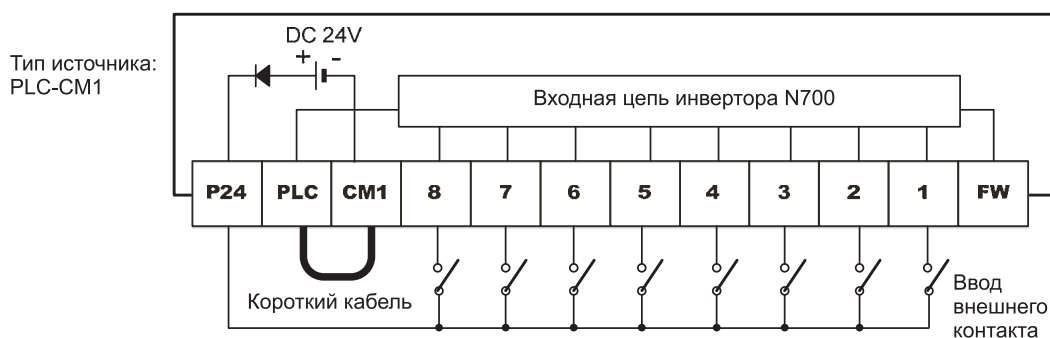 DC 24V
+ -
Тип источника:
PLC-CM1
Входная цепь инвертора N700
P24 PLC CM1 8 7 6 5 4 3 2 1 FW
Короткий кабель
Ввод
внешнего
контакта